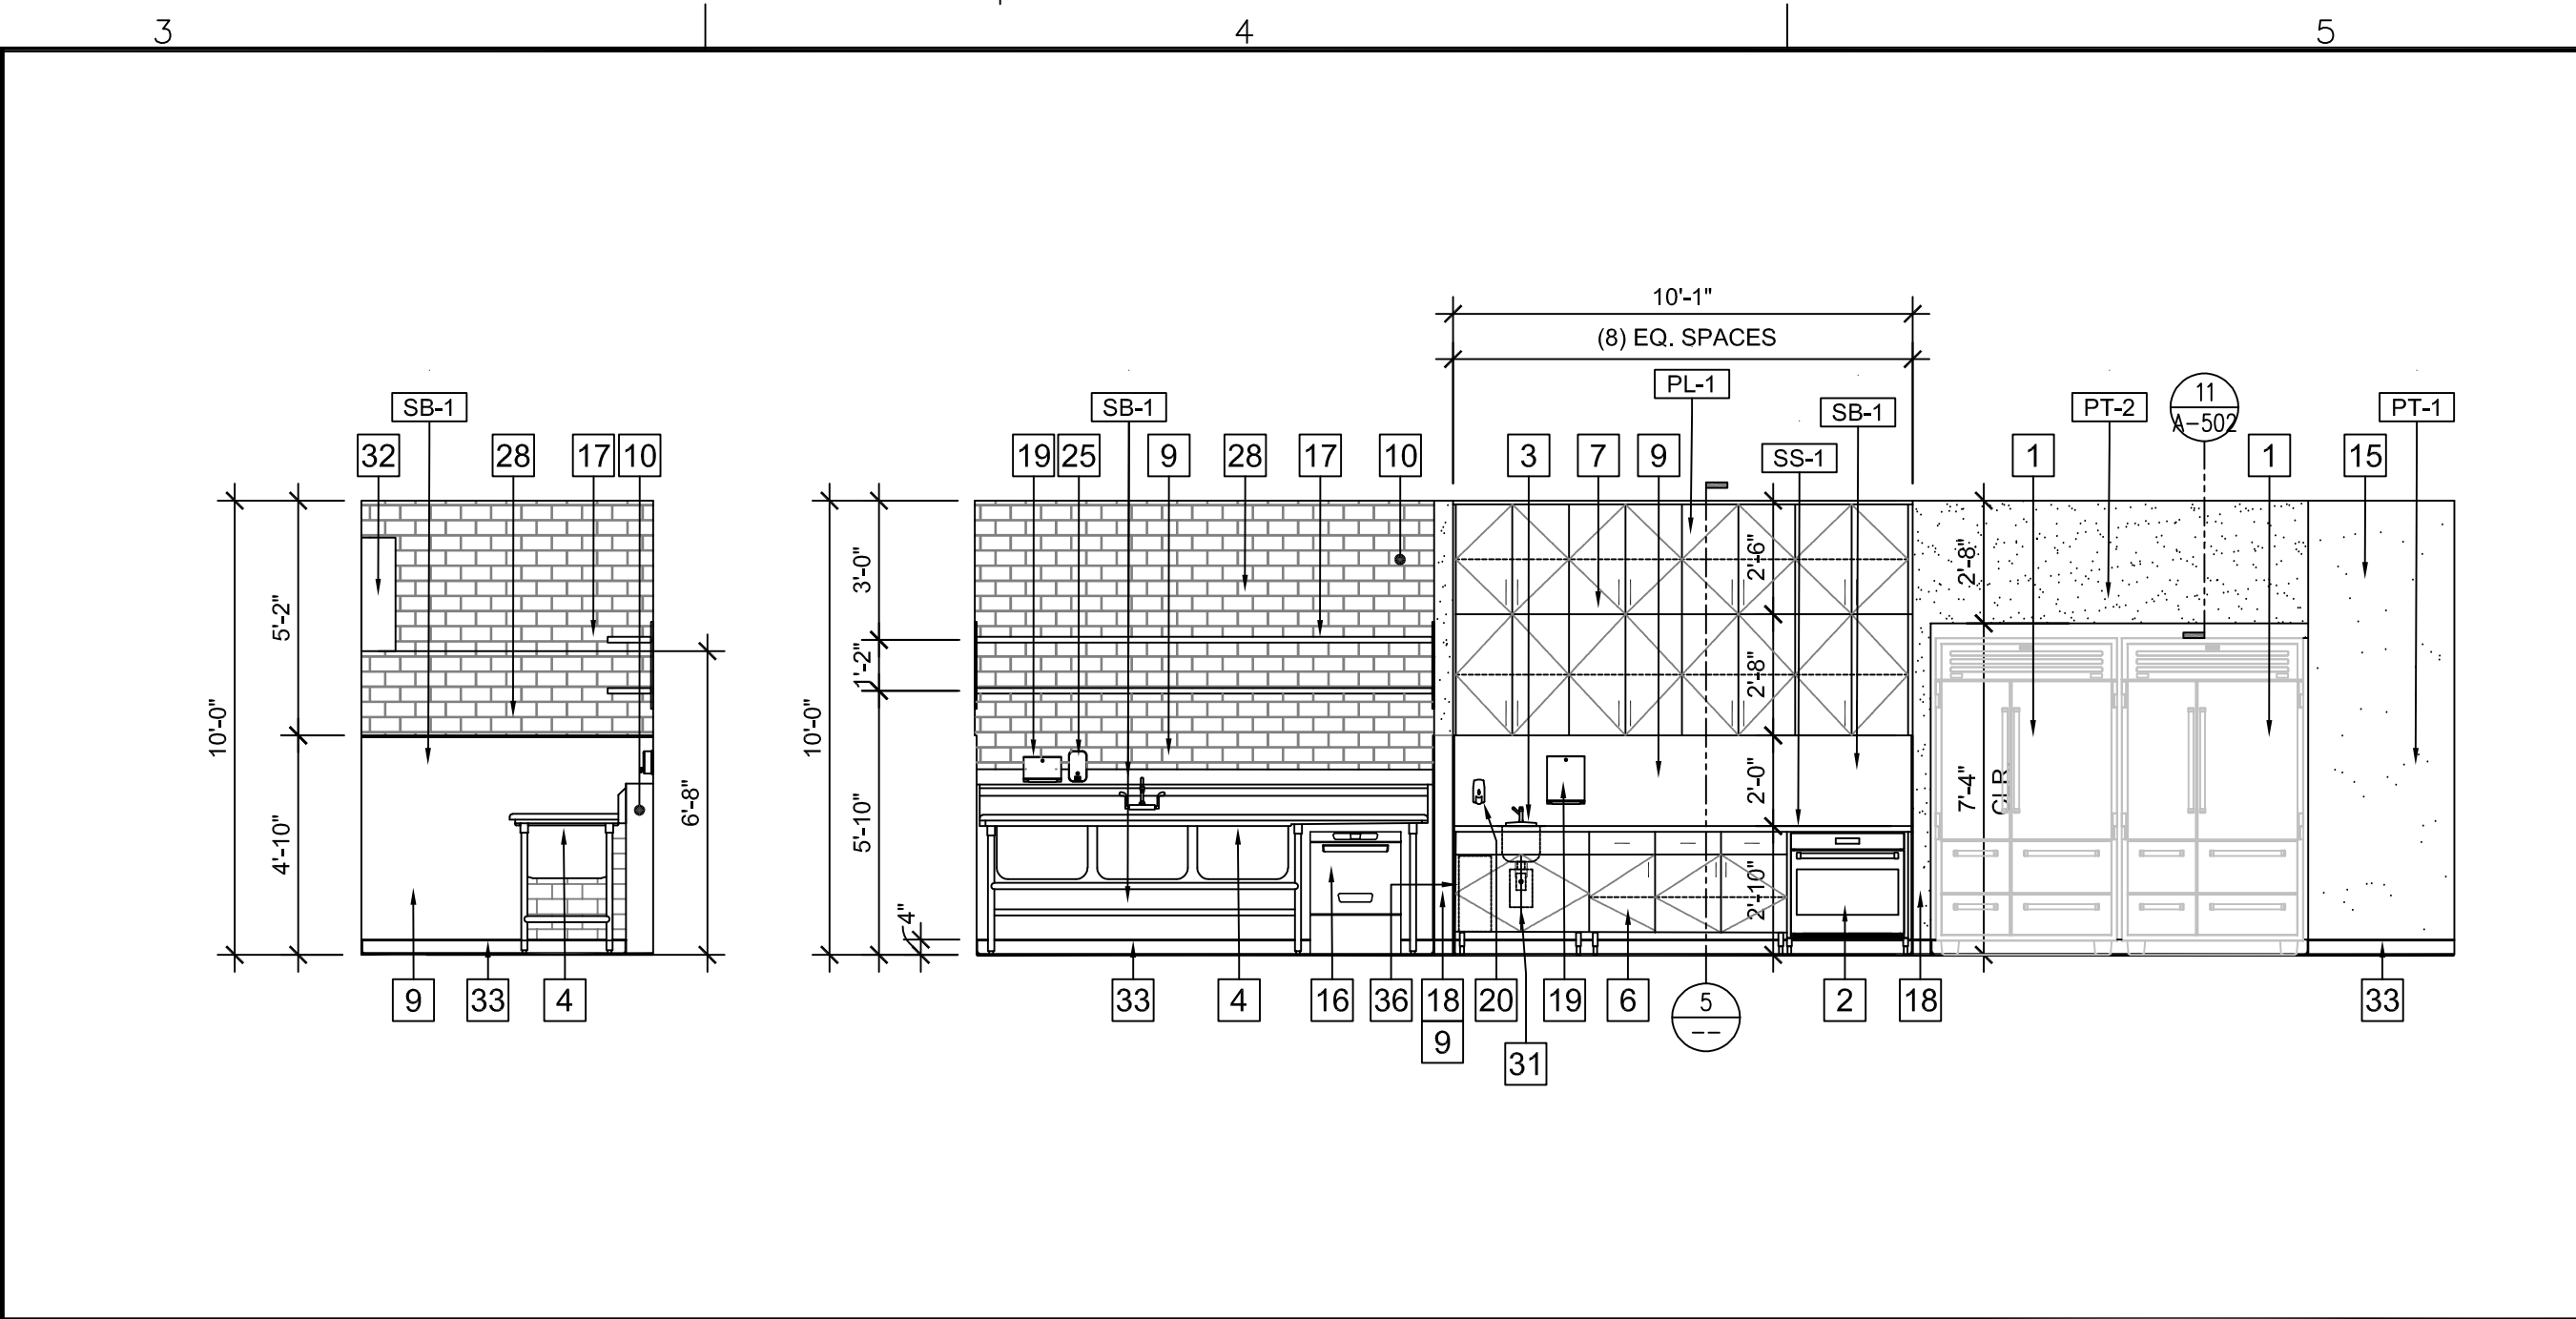 3 4 5
10'-1"
(8) EQ. SPACES
PL-1
SB-1 SB-1 SB-1 PT-2 11 PT-1
A-502
32 28 17 10 19 25 9 28 17 10 3 7 9 SS-1 1 1 15
10'-0"
5'-2"
4'-10"
6'-8"
10'-0"
3'-0"
1'-2"
5'-10"
4"
2'-6"
2'-8"
2'-0"
2'-10"
2'-8"
7'-4"
CLR.
9 33 4 33 4 16 36 18 20 19 6 5 2 18 33
--
9
31